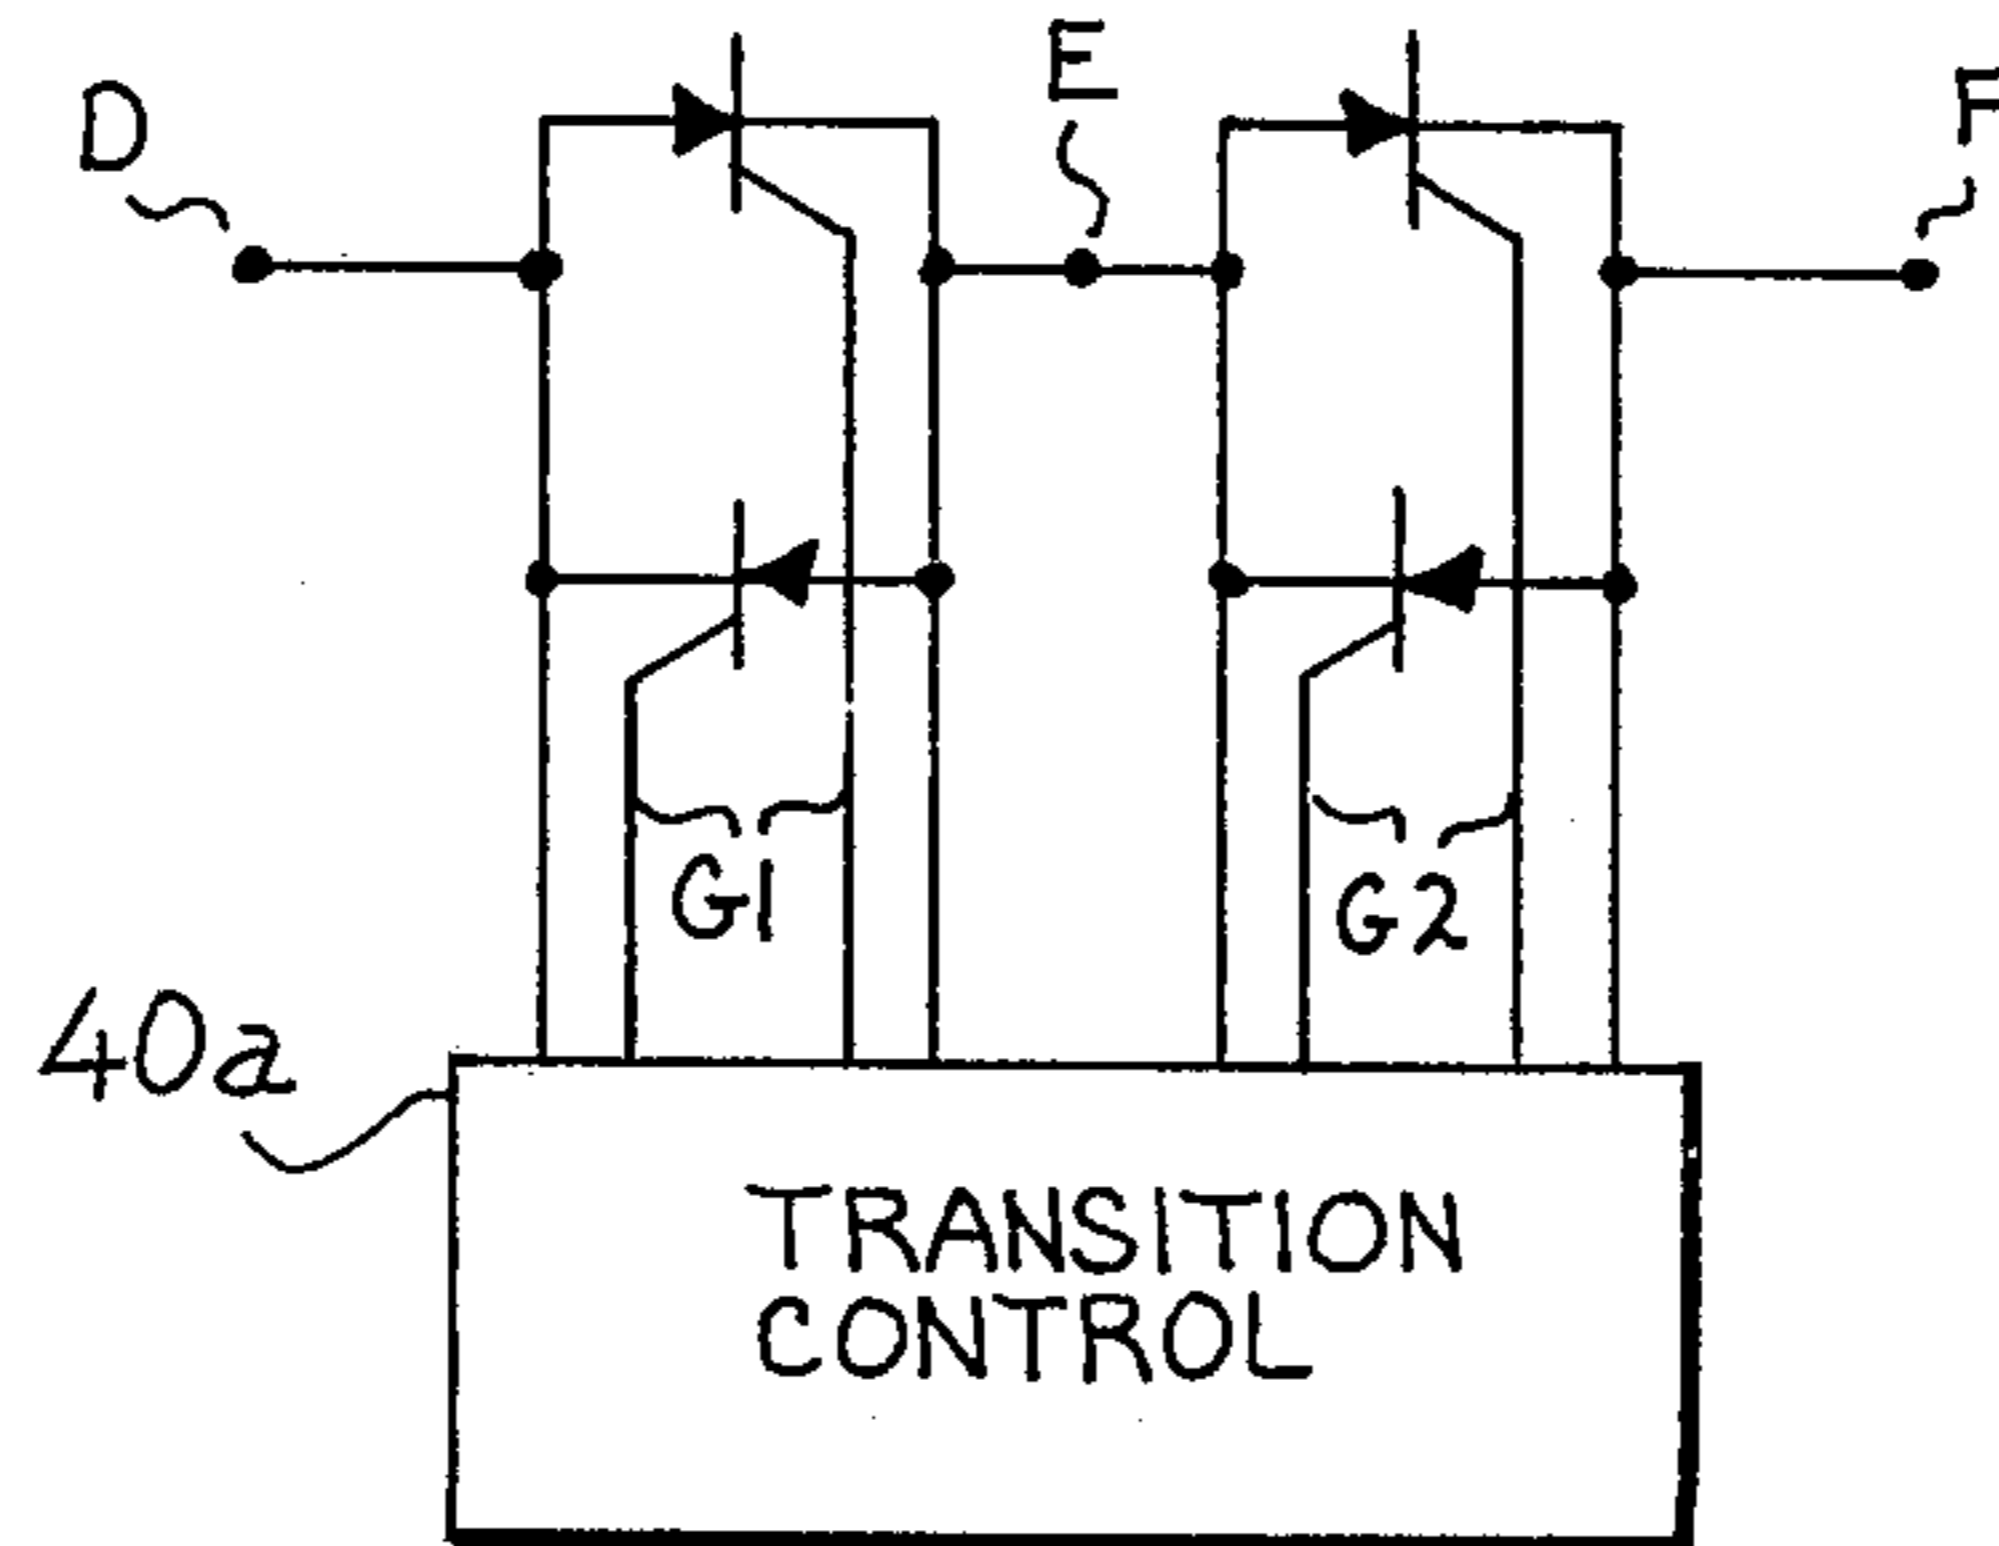 D
E
F
G1
G2
40a
TRANSITION
CONTROL